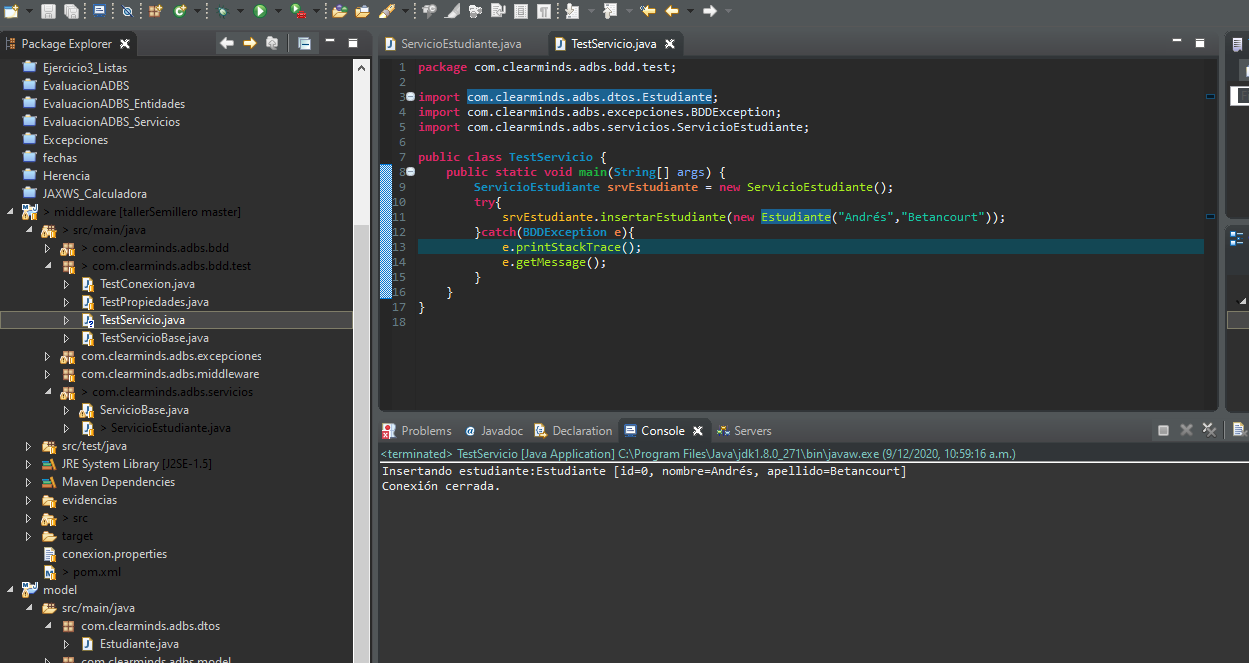 Package Explorer
Ejercicio3_Listas
EvaluacionADBS
EvaluacionADBS_Entidades
EvaluacionADBS_Servicios
Excepciones
fechas
Herencia
JAXWS_Calculadora
> middleware [tallerSemillero master]
> src/main/java
> com.clearminds.adbs.bdd
> com.clearminds.adbs.bdd.test
TestConexion.java
TestPropiedades.java
TestServicio.java
TestServicioBase.java
com.clearminds.adbs.excepciones
com.clearminds.adbs.middleware
> com.clearminds.adbs.servicios
ServicioBase.java
> ServicioEstudiante.java
src/test/java
JRE System Library [J2SE-1.5]
Maven Dependencies
evidencias
> src
target
conexion.properties
> pom.xml
model
src/main/java
com.clearminds.adbs.dtos
Estudiante.java
com.clearminds.adbs.model
ServicioEstudiante.java
TestServicio.java
1 package com.clearminds.adbs.bdd.test;
2
3 import com.clearminds.adbs.dtos.Estudiante;
4 import com.clearminds.adbs.excepciones.BDDException;
5 import com.clearminds.adbs.servicios.ServicioEstudiante;
6
7 public class TestServicio {
8 public static void main(String[] args) {
9 ServicioEstudiante srvEstudiante = new ServicioEstudiante();
10 try{
11 srvEstudiante.insertarEstudiante(new Estudiante("Andrés","Betancourt"));
12 }catch(BDDException e){
13 e.printStackTrace();
14 e.getMessage();
15 }
16 }
17 }
18
Problems
Javadoc
Declaration
Console
Servers
<terminated> TestServicio [Java Application] C:\Program Files\Java\jdk1.8.0_271\bin\javaw.exe (9/12/2020, 10:59:16 a.m.)
Insertando estudiante:Estudiante [id=0, nombre=Andrés, apellido=Betancourt]
Conexión cerrada.